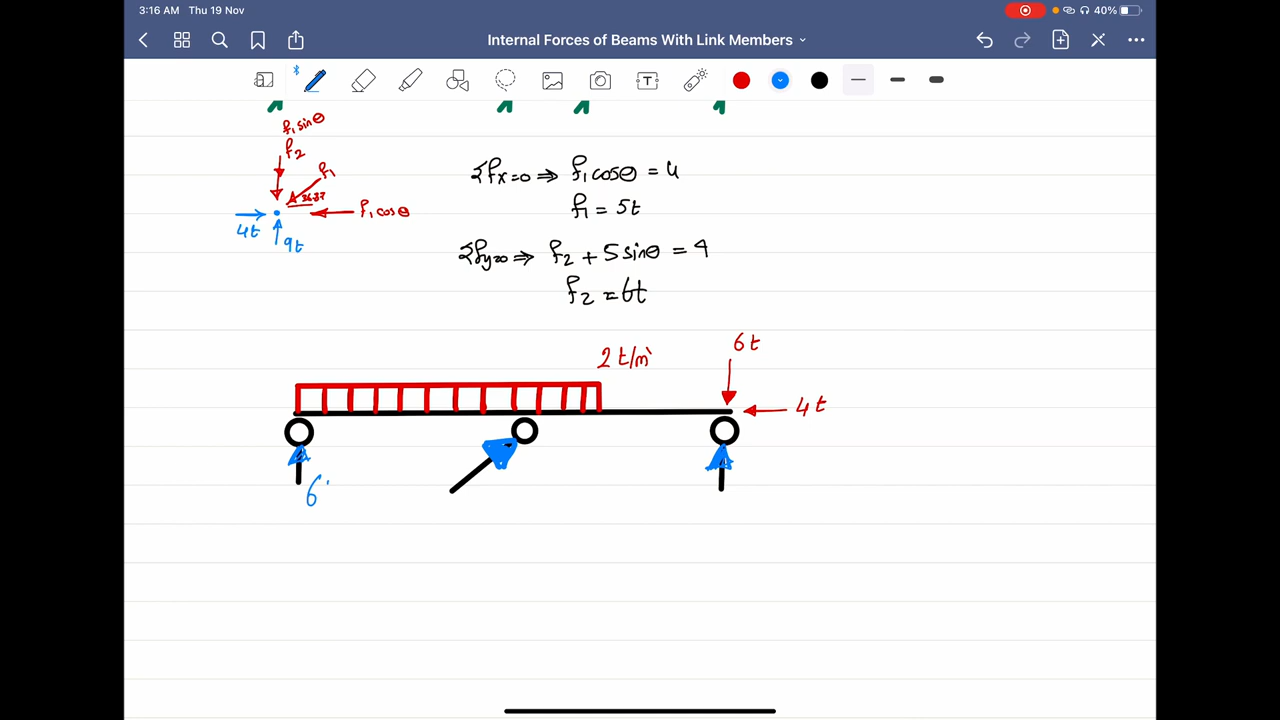 3:16 AM Thu 19 Nov
40%
Internal Forces of Beams With Link Members
f₁ sinθ
f₂
f₁
36.87
f₁ cosθ
4t
9t
Σfx=0 ⇒ f₁ cosθ = 4
f₁ = 5t
Σfy=0 ⇒ f₂ + 5 sinθ = 9
f₂ = 6t
2 t/m'
6t
4t
6